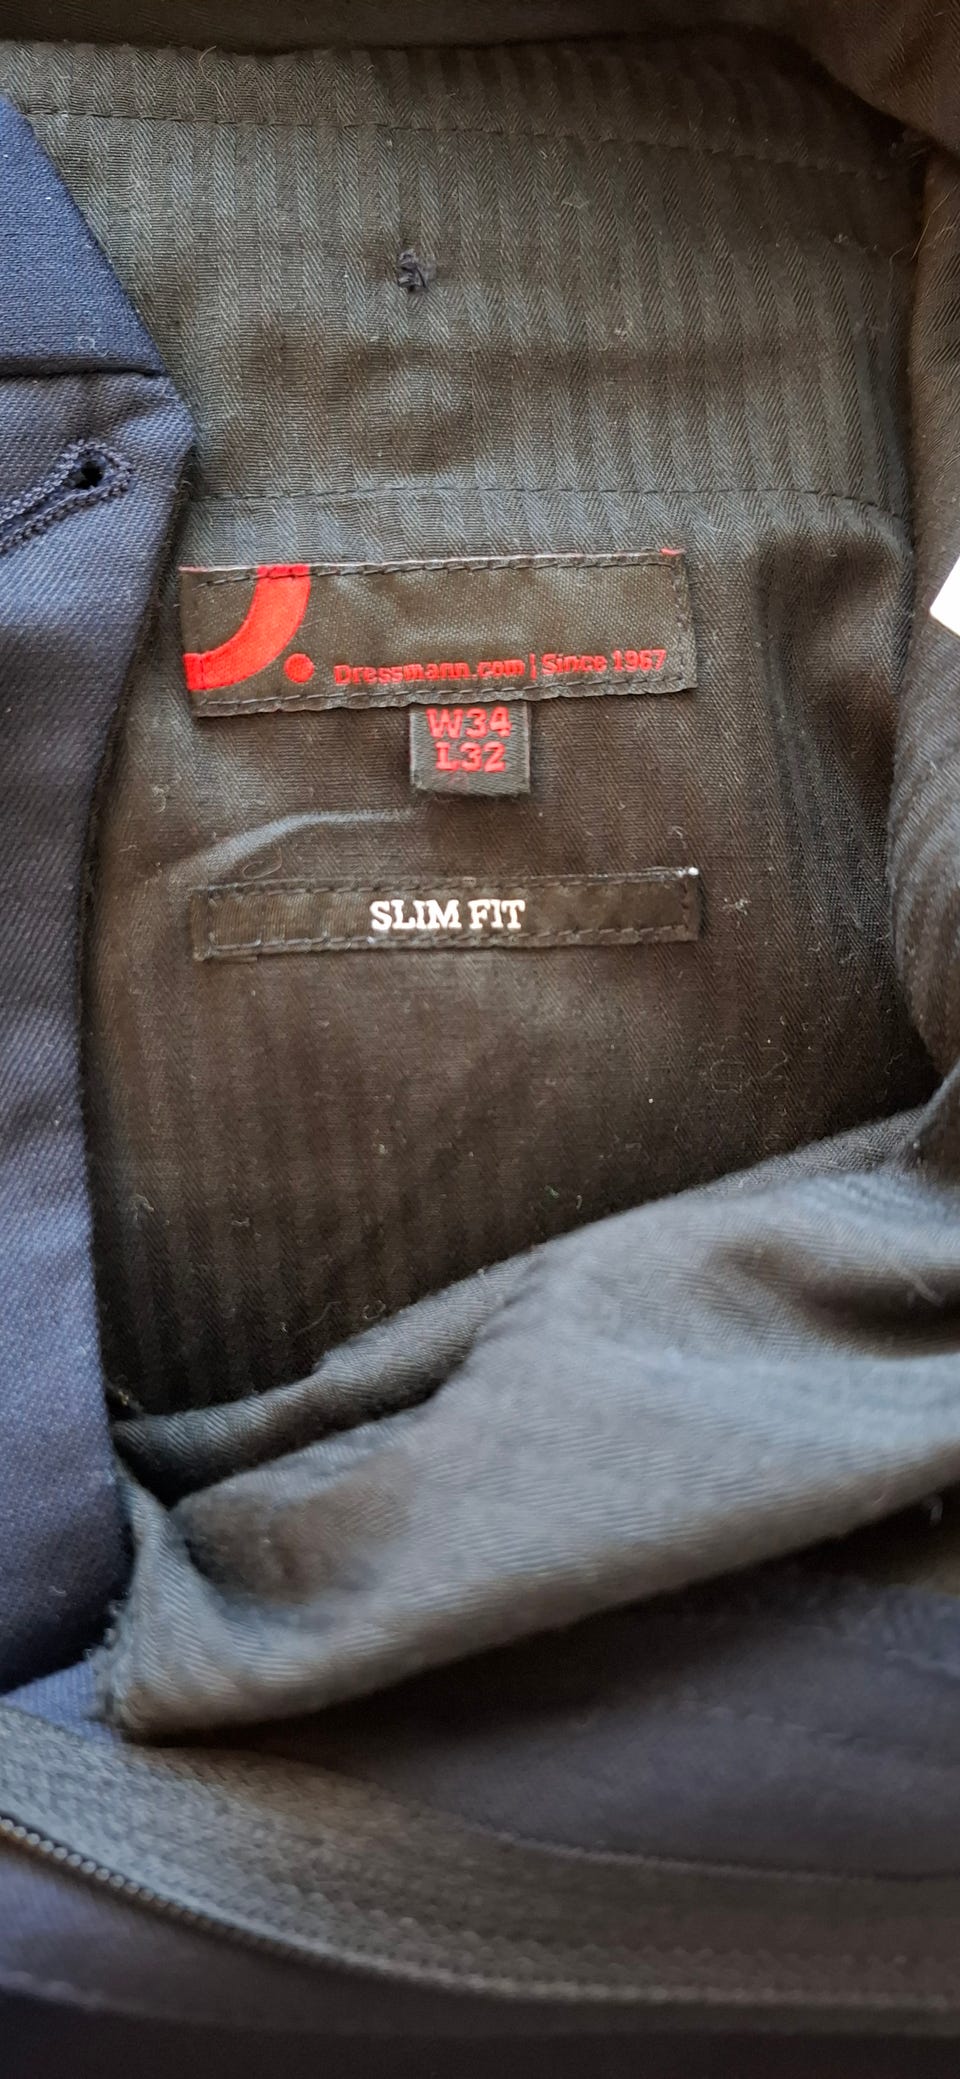 Dressmann.com | Since 1967
W34
L32
SLIM FIT